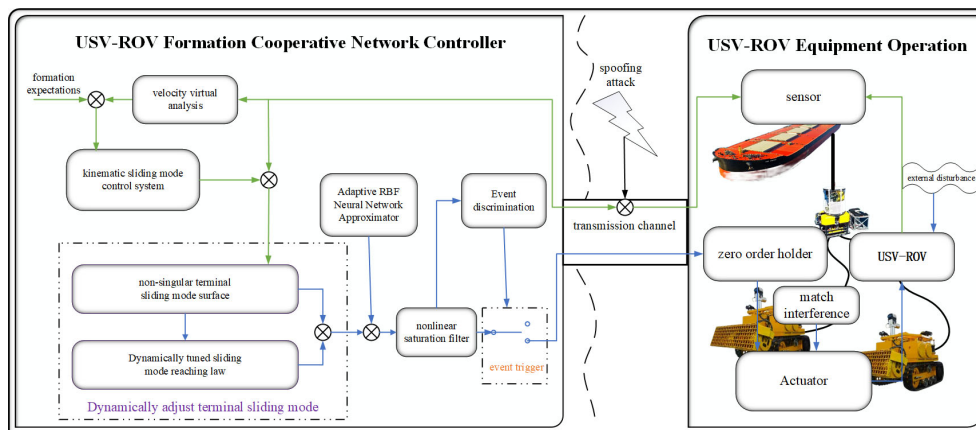 USV-ROV Formation Cooperative Network Controller
formation
expectations
velocity virtual
analysis
kinematic sliding mode
control system
Adaptive RBF
Neural Network
Approximator
Event
discrimination
non-singular terminal
sliding mode surface
Dynamically tuned sliding
mode reaching law
nonlinear
saturation filter
event trigger
Dynamically adjust terminal sliding mode
spoofing
attack
transmission channel
USV-ROV Equipment Operation
sensor
external disturbance
zero order holder
USV-ROV
match
interference
Actuator